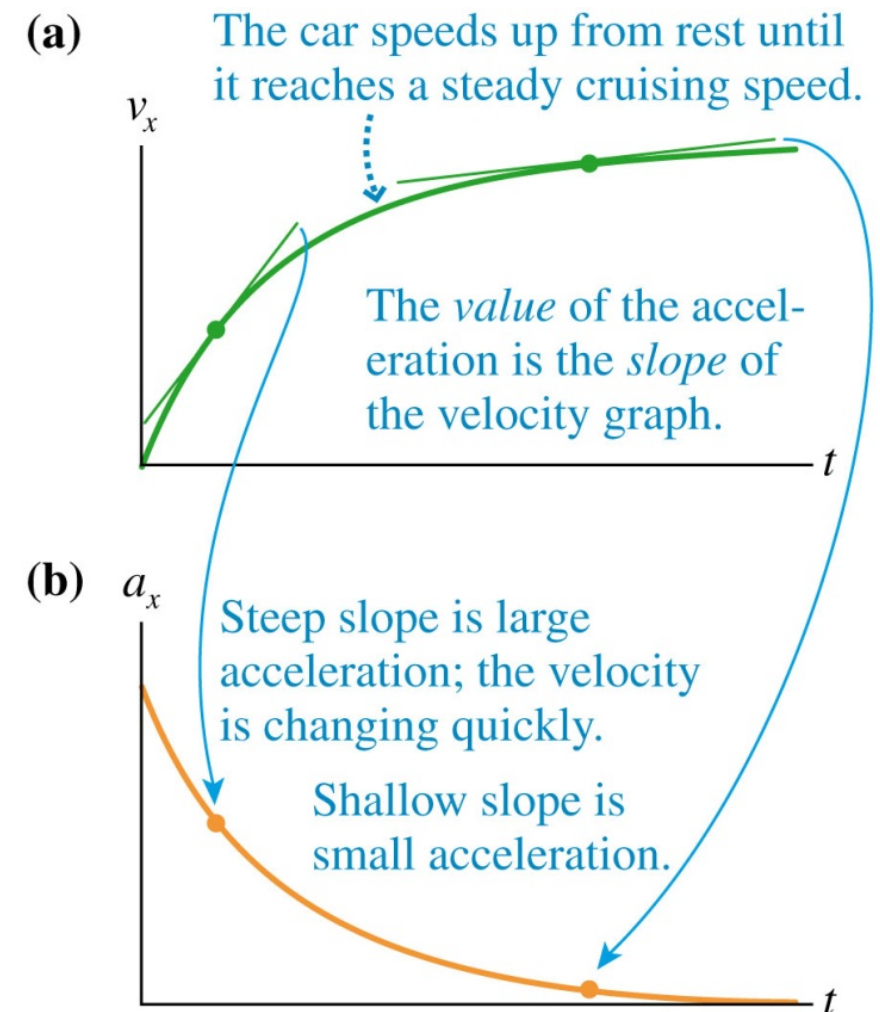 (a) The car speeds up from rest until
it reaches a steady cruising speed.
vₓ
The value of the accel-
eration is the slope of
the velocity graph.
t
(b) aₓ
Steep slope is large
acceleration; the velocity
is changing quickly.
Shallow slope is
small acceleration.
t